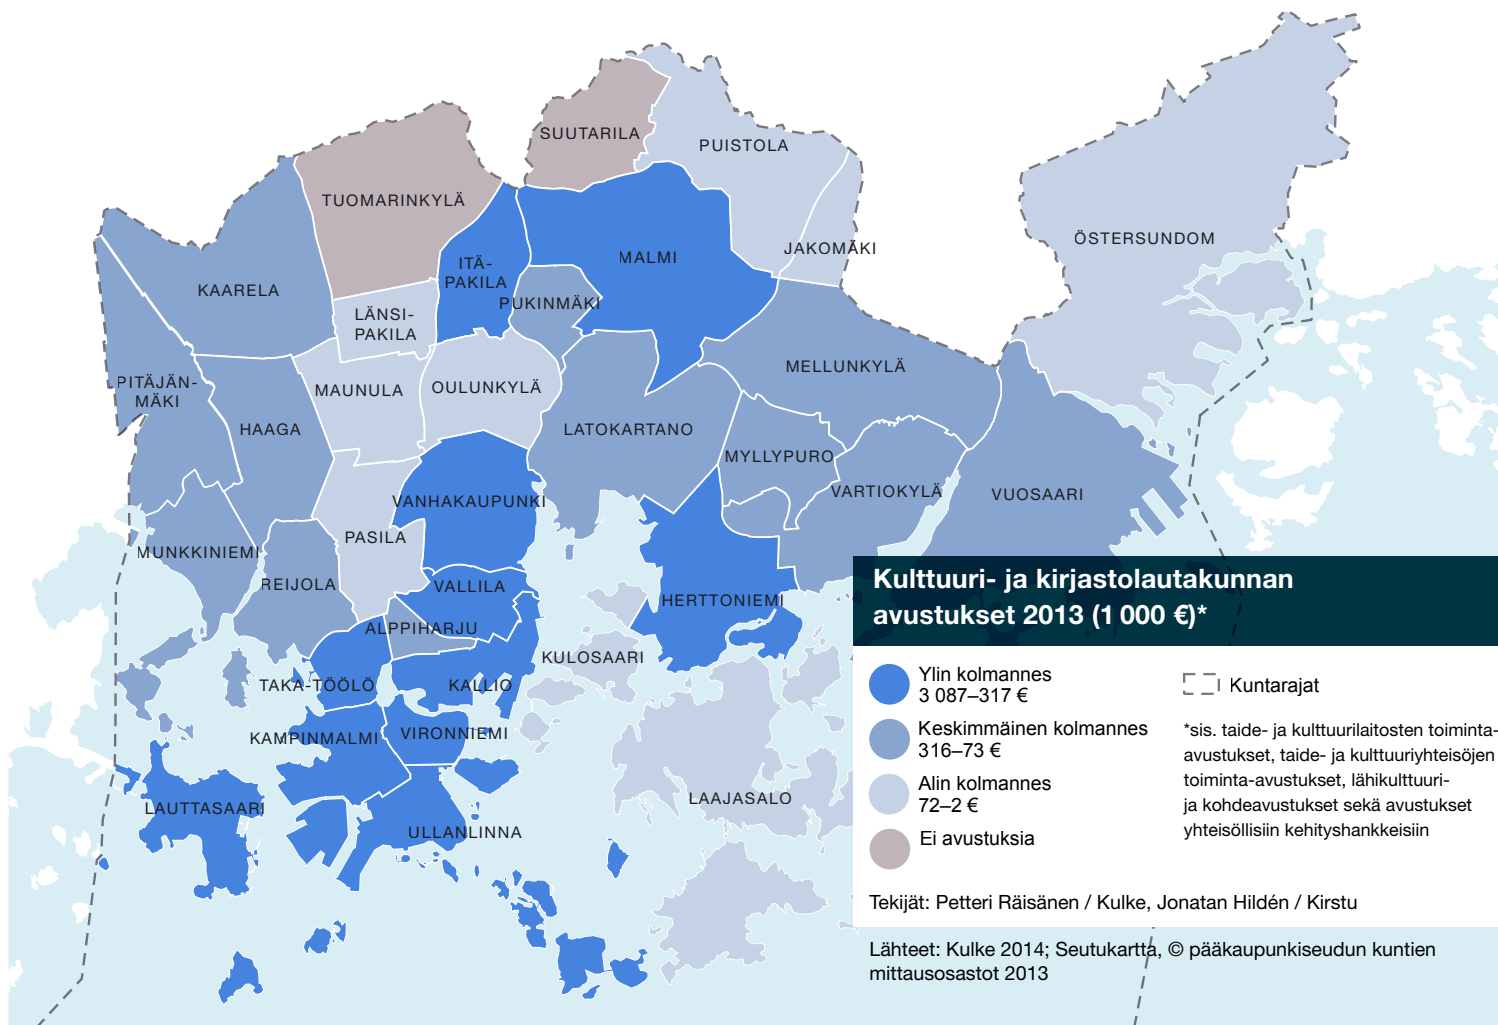 SUUTARILA
PUISTOLA
TUOMARINKYLÄ
ÖSTERSUNDOM
JAKOMÄKI
MALMI
ITÄ-
PAKILA
KAARELA
PUKINMÄKI
LÄNSI-
PAKILA
MELLUNKYLÄ
PITÄJÄN-
MÄKI
MAUNULA
OULUNKYLÄ
HAAGA
LATOKARTANO
MYLLYPURO
VARTIOKYLÄ
VUOSAARI
VANHAKAUPUNKI
PASILA
MUNKKINIEMI
REIJOLA
VALLILA
HERTTONIEMI
ALPPIHARJU
KULOSAARI
TAKA-TÖÖLÖ
KALLIO
KAMPINMALMI
VIRONNIEMI
LAAJASALO
LAUTTASAARI
ULLANLINNA
Kulttuuri- ja kirjastolautakunnan
avustukset 2013 (1 000 €)*
Ylin kolmannes
3 087–317 €
Keskimmäinen kolmannes
316–73 €
Alin kolmannes
72–2 €
Ei avustuksia
Kuntarajat
*sis. taide- ja kulttuurilaitosten toiminta-
avustukset, taide- ja kulttuuriyhteisöjen
toiminta-avustukset, lähikulttuuri-
ja kohdeavustukset sekä avustukset
yhteisöllisiin kehityshankkeisiin
Tekijät: Petteri Räisänen / Kulke, Jonatan Hildén / Kirstu
Lähteet: Kulke 2014; Seutukartta, © pääkaupunkiseudun kuntien
mittausosastot 2013